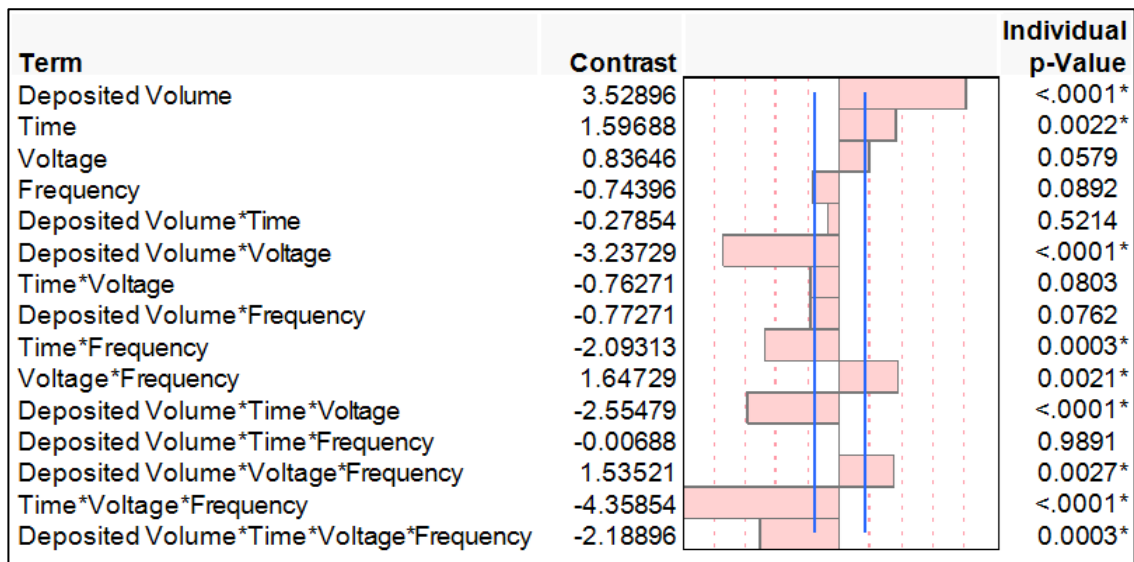 Individual
Term Contrast p-Value
Deposited Volume 3.52896 <.0001*
Time 1.59688 0.0022*
Voltage 0.83646 0.0579
Frequency -0.74396 0.0892
Deposited Volume*Time -0.27854 0.5214
Deposited Volume*Voltage -3.23729 <.0001*
Time*Voltage -0.76271 0.0803
Deposited Volume*Frequency -0.77271 0.0762
Time*Frequency -2.09313 0.0003*
Voltage*Frequency 1.64729 0.0021*
Deposited Volume*Time*Voltage -2.55479 <.0001*
Deposited Volume*Time*Frequency -0.00688 0.9891
Deposited Volume*Voltage*Frequency 1.53521 0.0027*
Time*Voltage*Frequency -4.35854 <.0001*
Deposited Volume*Time*Voltage*Frequency -2.18896 0.0003*